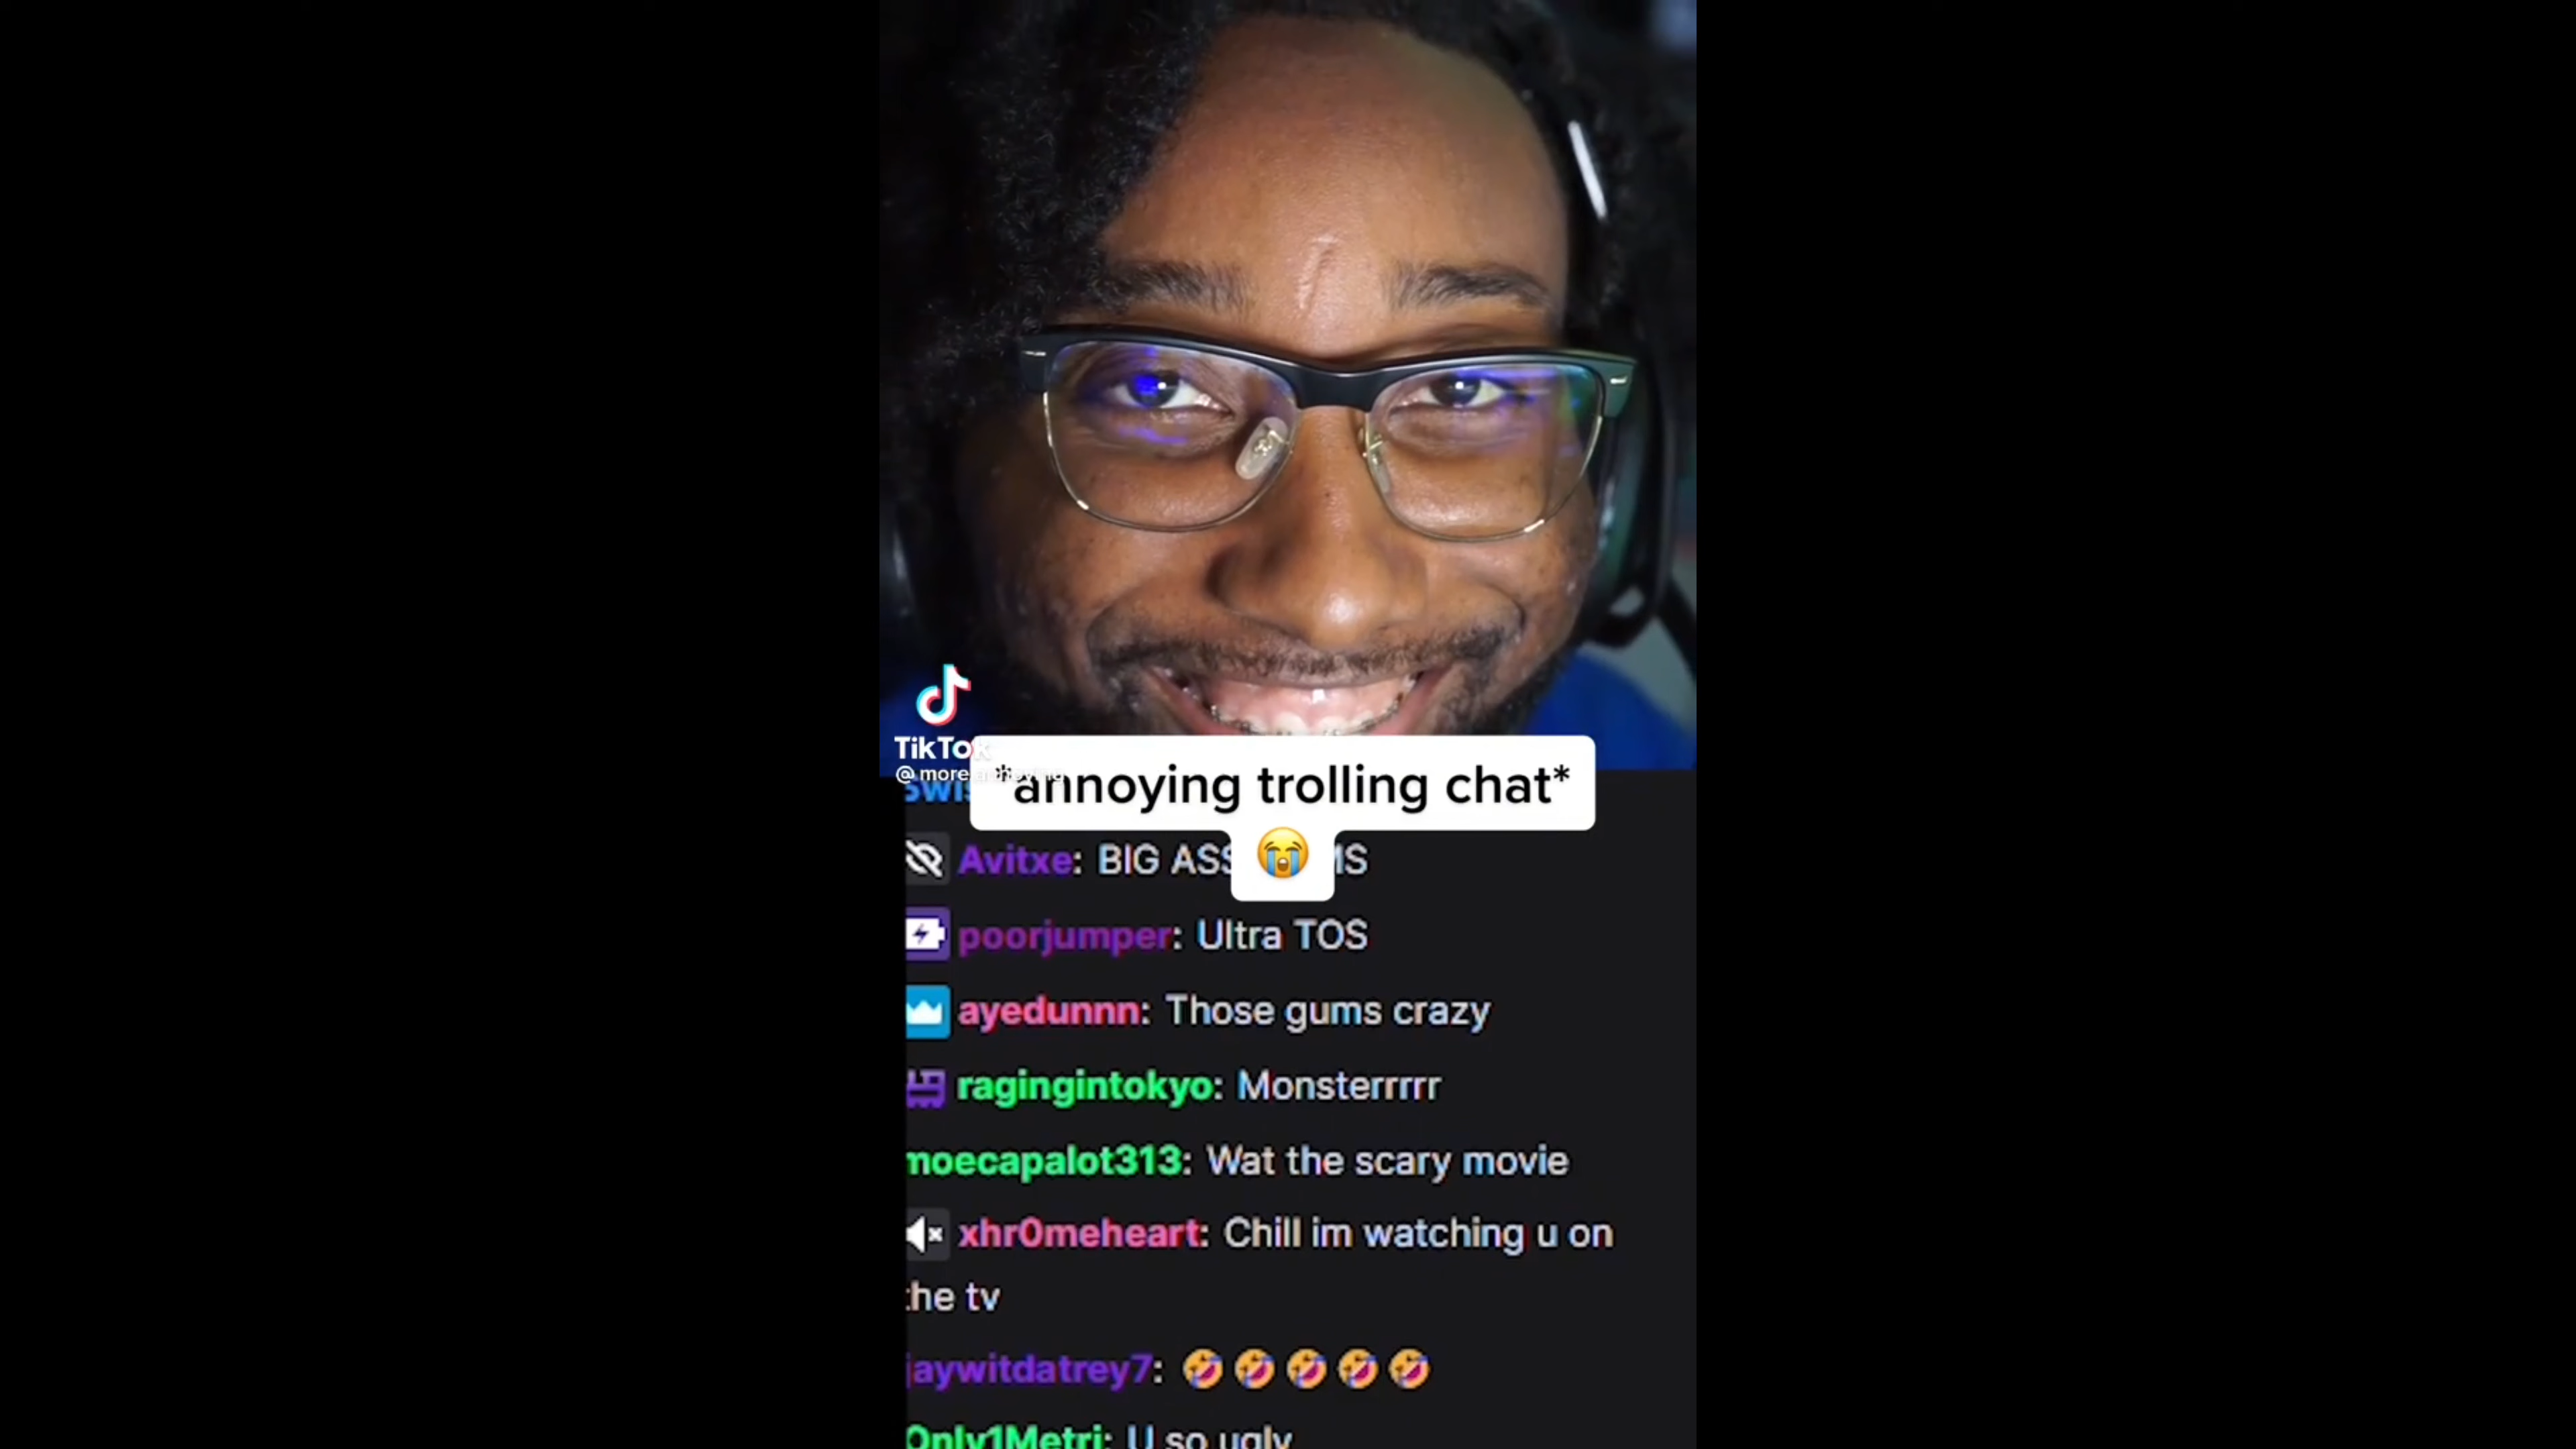 TikTok
*annoying trolling chat*
😭
Avitxe: BIG ASS
poorjumper: Ultra TOS
ayedunnn: Those gums crazy
ragingintokyo: Monsterrrrr
moecapalot313: Wat the scary movie
xhr0meheart: Chill im watching u on
the tv
jaywitdatrey7: 🤣🤣🤣🤣🤣
Only1Metri: U so ugly